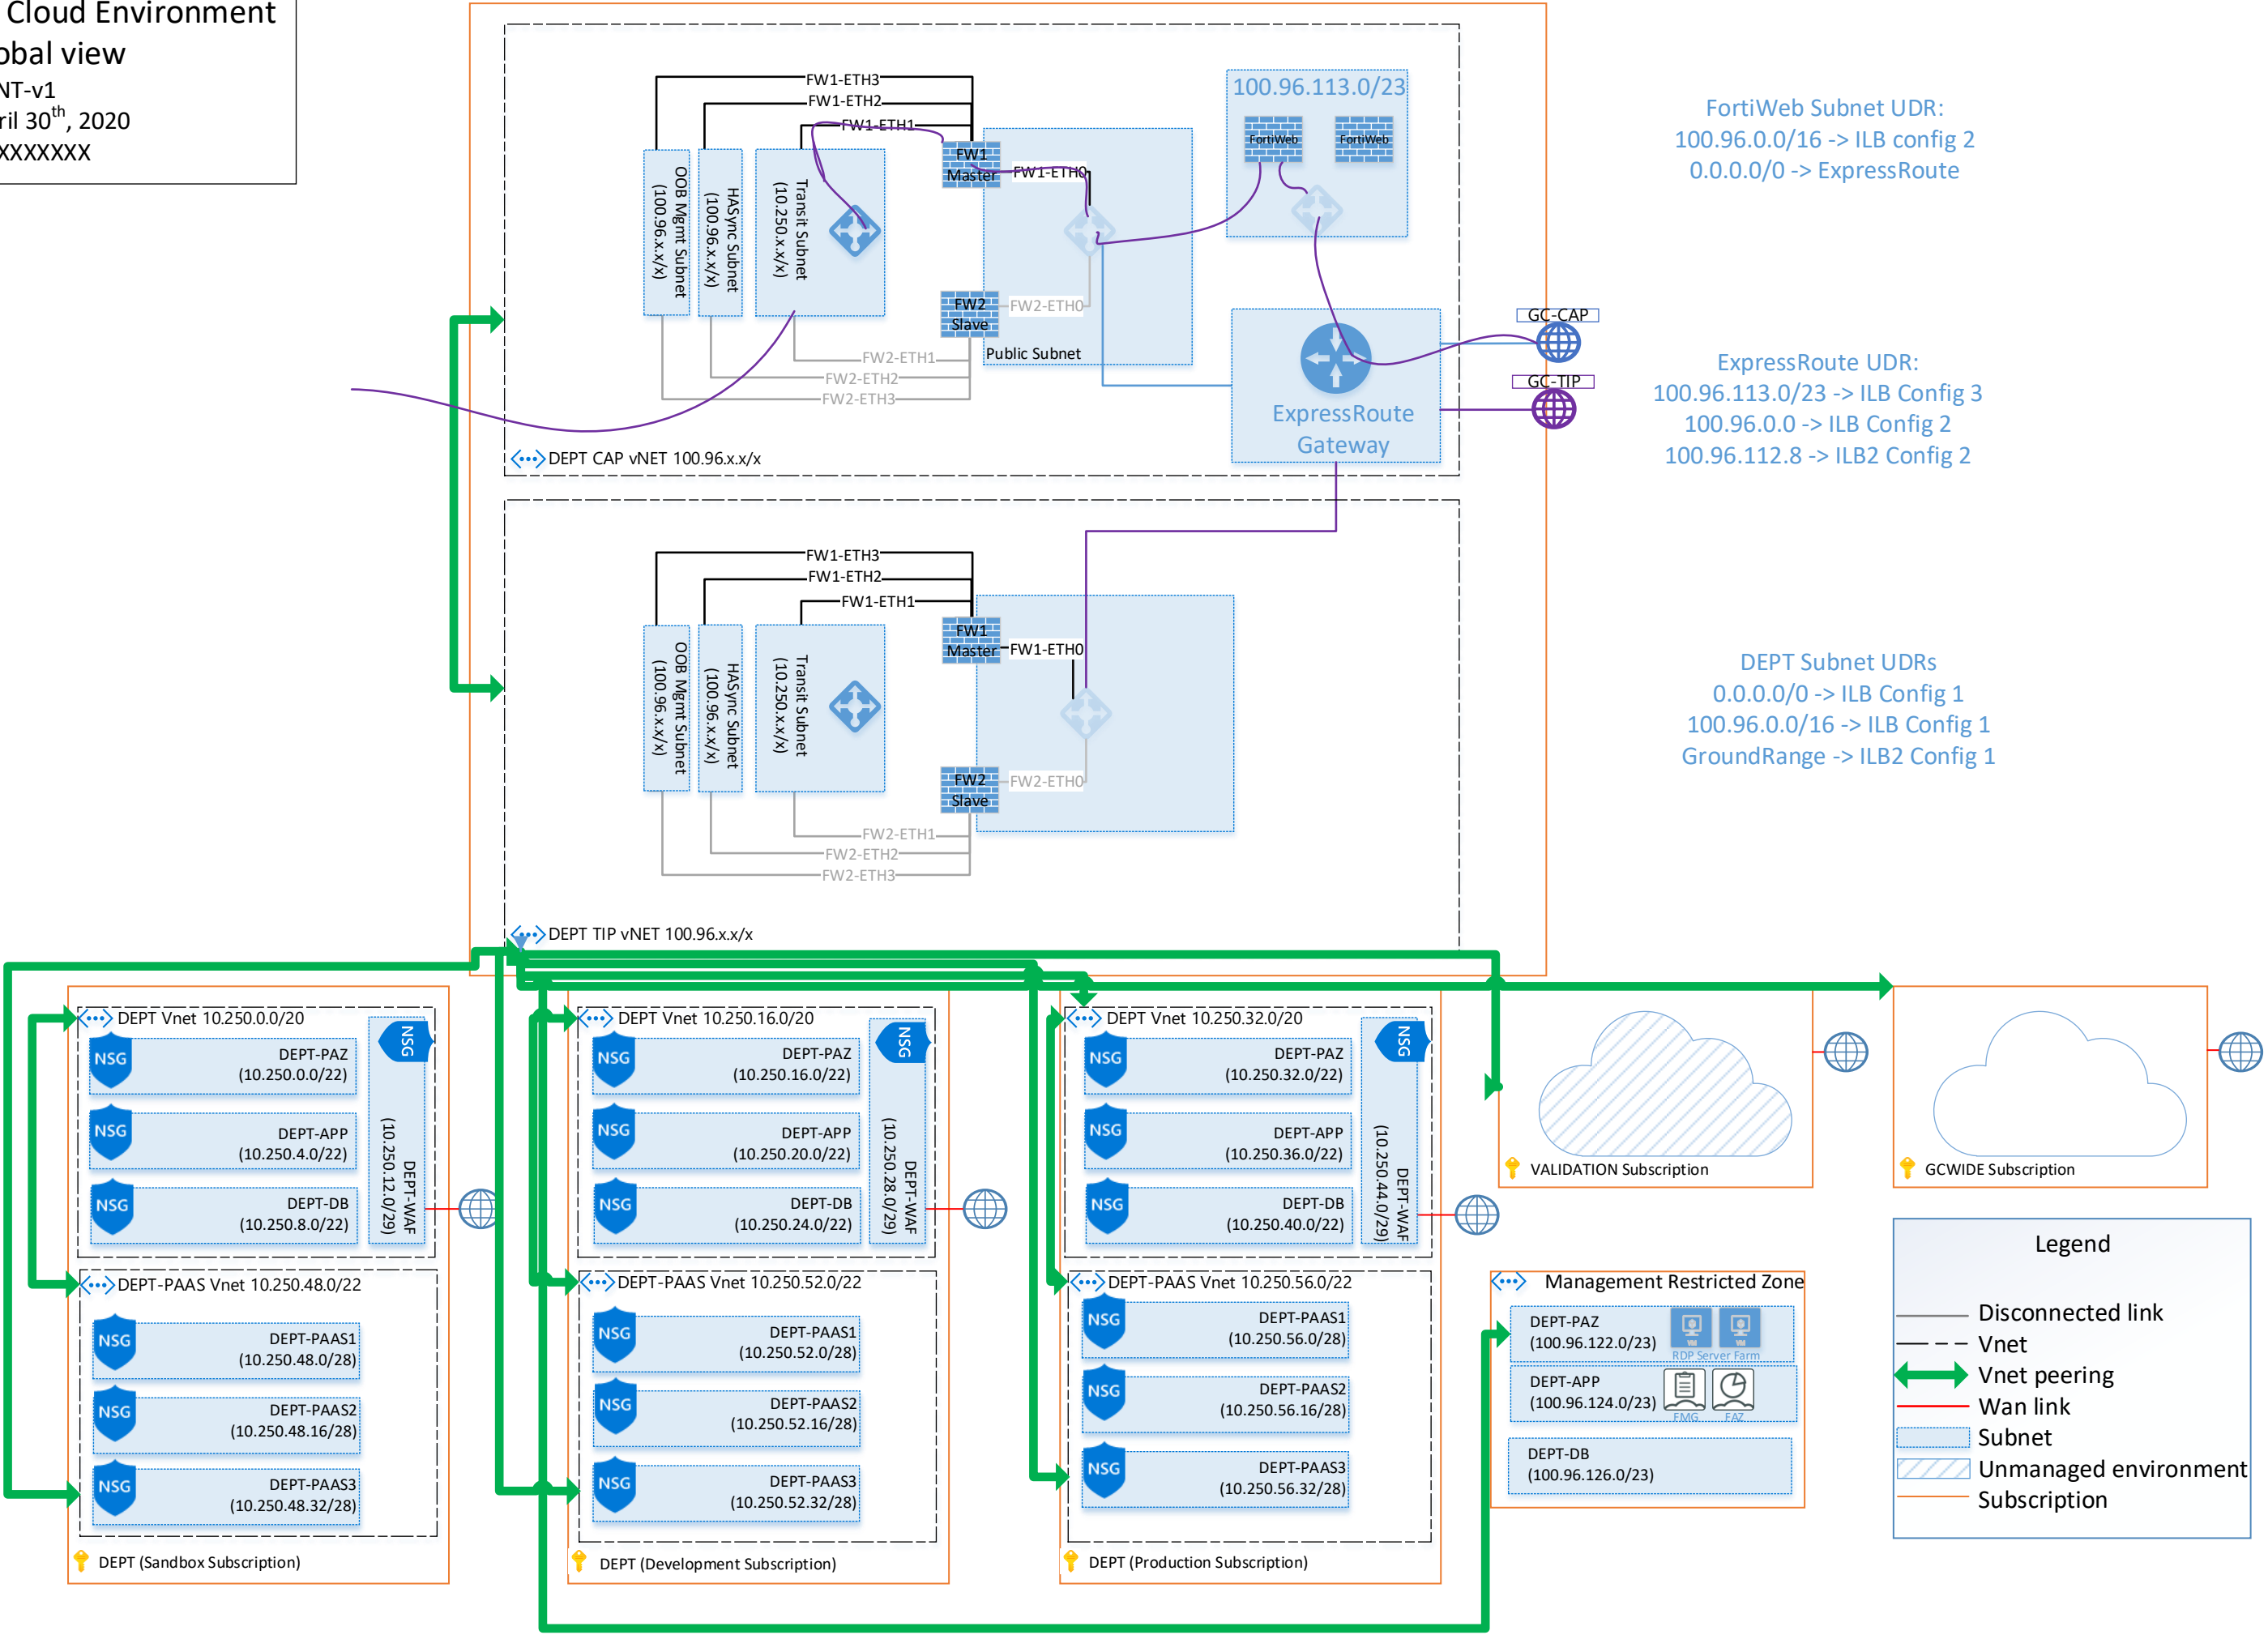 Cloud Environment
obal view
NT-v1
ril 30th, 2020
XXXXXXX
FW1-ETH3
FW1-ETH2
FW1-ETH1
OOB Mgmt Subnet
(100.96.x.x/x)
HASync Subnet
(100.96.x.x/x)
Transit Subnet
(10.250.x.x/x)
FW1
Master
FW1-ETH0
FW2
Slave
FW2-ETH0
Public Subnet
FW2-ETH1
FW2-ETH2
FW2-ETH3
100.96.113.0/23
FortiWeb
FortiWeb
ExpressRoute
Gateway
GC-CAP
GC-TIP
DEPT CAP vNET 100.96.x.x/x
FortiWeb Subnet UDR:
100.96.0.0/16 -> ILB config 2
0.0.0.0/0 -> ExpressRoute
ExpressRoute UDR:
100.96.113.0/23 -> ILB Config 3
100.96.0.0 -> ILB Config 2
100.96.112.8 -> ILB2 Config 2
FW1-ETH3
FW1-ETH2
FW1-ETH1
OOB Mgmt Subnet
(100.96.x.x/x)
HASync Subnet
(100.96.x.x/x)
Transit Subnet
(10.250.x.x/x)
FW1
Master
FW1-ETH0
FW2
Slave
FW2-ETH0
FW2-ETH1
FW2-ETH2
FW2-ETH3
DEPT TIP vNET 100.96.x.x/x
DEPT Subnet UDRs
0.0.0.0/0 -> ILB Config 1
100.96.0.0/16 -> ILB Config 1
GroundRange -> ILB2 Config 1
DEPT Vnet 10.250.0.0/20
NSG
DEPT-PAZ
(10.250.0.0/22)
NSG
DEPT-APP
(10.250.4.0/22)
NSG
DEPT-DB
(10.250.8.0/22)
NSG
DEPT-WAF
(10.250.12.0/29)
DEPT-PAAS Vnet 10.250.48.0/22
NSG
DEPT-PAAS1
(10.250.48.0/28)
NSG
DEPT-PAAS2
(10.250.48.16/28)
NSG
DEPT-PAAS3
(10.250.48.32/28)
DEPT (Sandbox Subscription)
DEPT Vnet 10.250.16.0/20
NSG
DEPT-PAZ
(10.250.16.0/22)
NSG
DEPT-APP
(10.250.20.0/22)
NSG
DEPT-DB
(10.250.24.0/22)
NSG
DEPT-WAF
(10.250.28.0/29)
DEPT-PAAS Vnet 10.250.52.0/22
NSG
DEPT-PAAS1
(10.250.52.0/28)
NSG
DEPT-PAAS2
(10.250.52.16/28)
NSG
DEPT-PAAS3
(10.250.52.32/28)
DEPT (Development Subscription)
DEPT Vnet 10.250.32.0/20
NSG
DEPT-PAZ
(10.250.32.0/22)
NSG
DEPT-APP
(10.250.36.0/22)
NSG
DEPT-DB
(10.250.40.0/22)
NSG
DEPT-WAF
(10.250.44.0/29)
DEPT-PAAS Vnet 10.250.56.0/22
NSG
DEPT-PAAS1
(10.250.56.0/28)
NSG
DEPT-PAAS2
(10.250.56.16/28)
NSG
DEPT-PAAS3
(10.250.56.32/28)
DEPT (Production Subscription)
VALIDATION Subscription
GCWIDE Subscription
Management Restricted Zone
DEPT-PAZ
(100.96.122.0/23)
VM
VM
RDP Server Farm
DEPT-APP
(100.96.124.0/23)
FMG
FAZ
DEPT-DB
(100.96.126.0/23)
Legend
Disconnected link
Vnet
Vnet peering
Wan link
Subnet
Unmanaged environment
Subscription